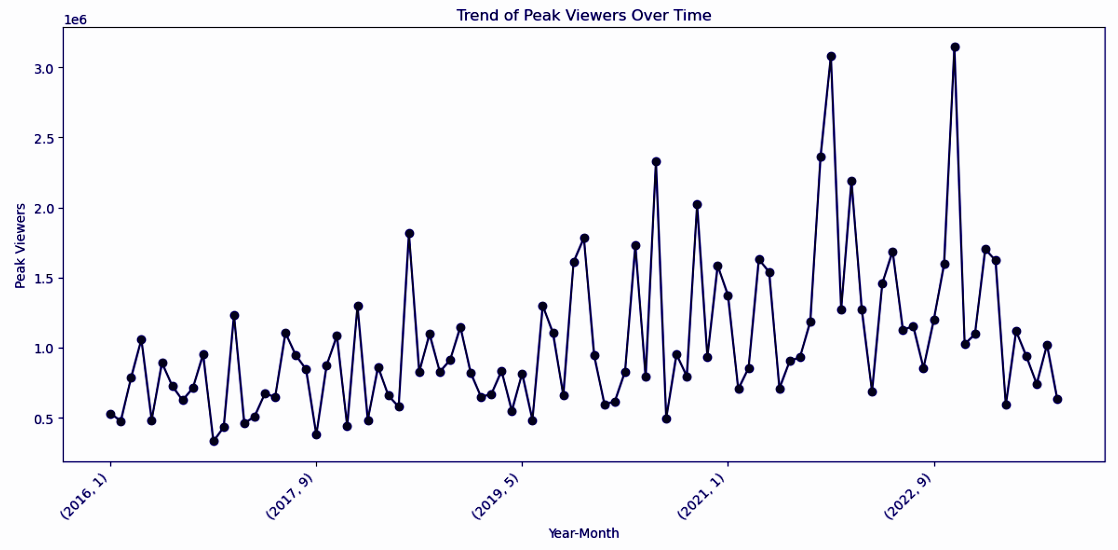 Trend of Peak Viewers Over Time
1e6
3.0
2.5
2.0
1.5
1.0
0.5
Peak Viewers
(2016, 1)
(2017, 9)
(2019, 5)
(2021, 1)
(2022, 9)
Year-Month